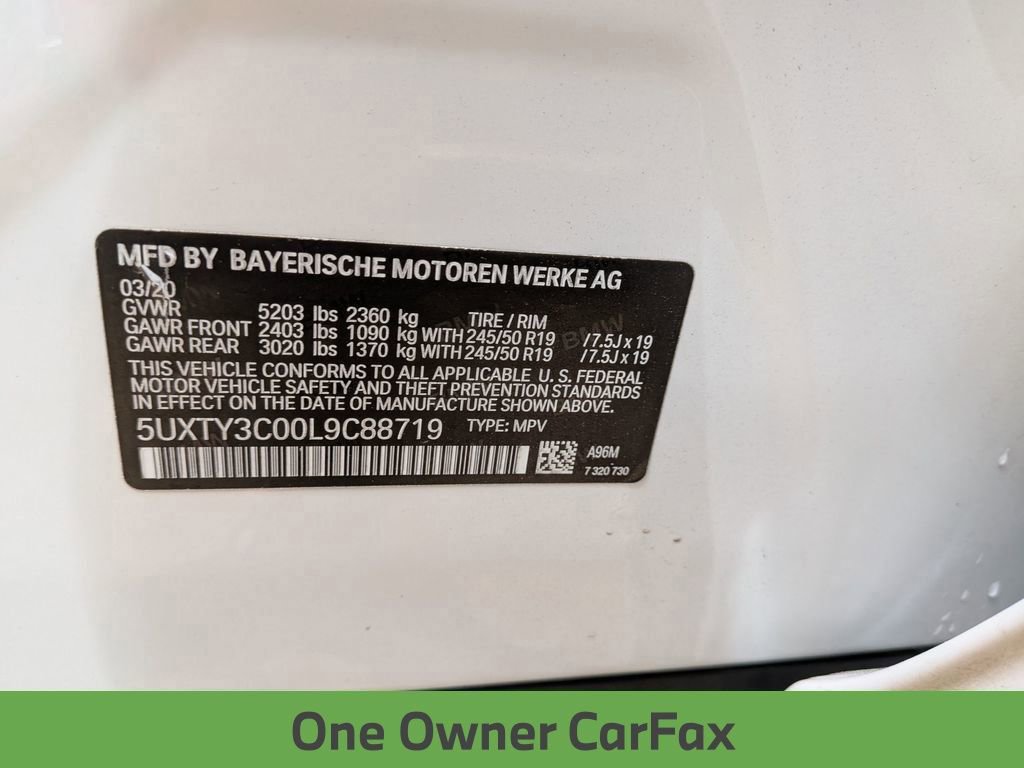 MFD BY BAYERISCHE MOTOREN WERKE AG
03/20
GVWR 5203 lbs 2360 kg TIRE / RIM
GAWR FRONT 2403 lbs 1090 kg WITH 245/50 R19 / 7.5J x 19
GAWR REAR 3020 lbs 1370 kg WITH 245/50 R19 / 7.5J x 19
THIS VEHICLE CONFORMS TO ALL APPLICABLE U. S. FEDERAL
MOTOR VEHICLE SAFETY AND THEFT PREVENTION STANDARDS
IN EFFECT ON THE DATE OF MANUFACTURE SHOWN ABOVE.
5UXTY3C00L9C88719 TYPE: MPV
A96M
7 320 730
One Owner CarFax